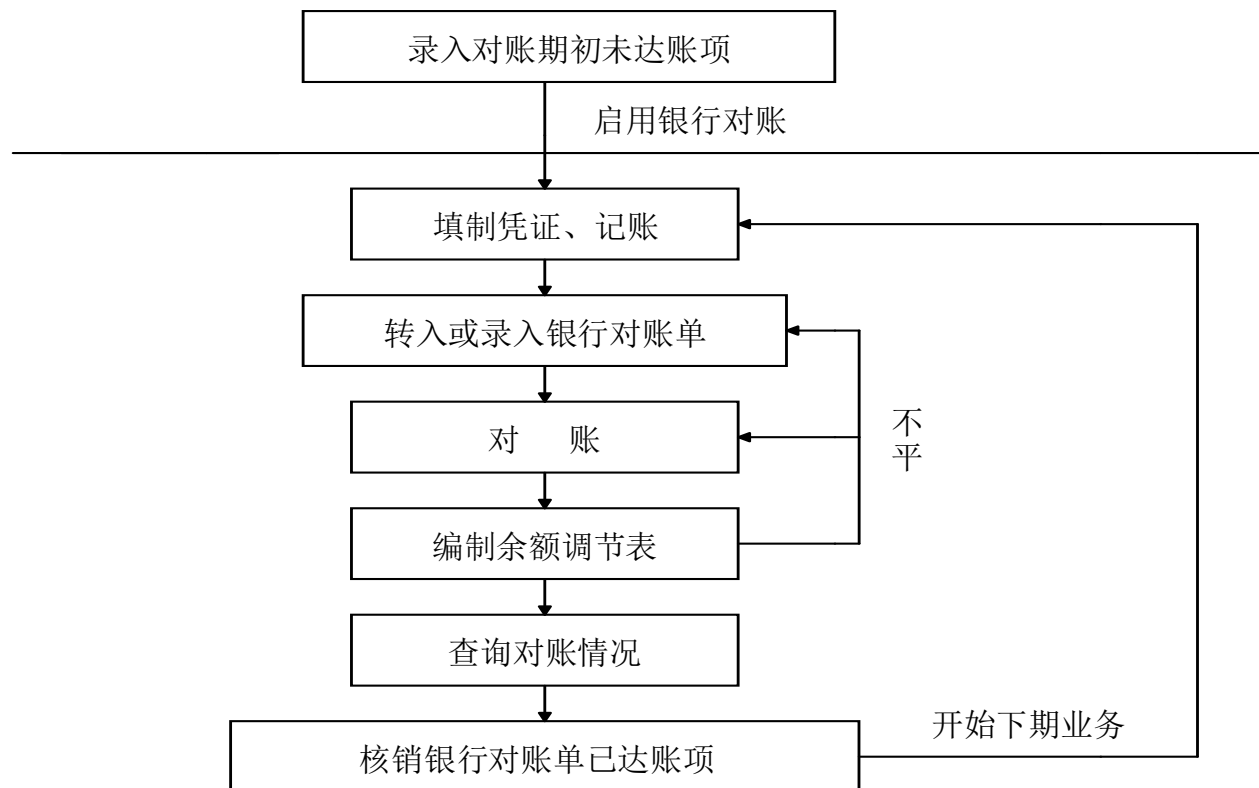 录入对账期初未达账项
启用银行对账
填制凭证、记账
转入或录入银行对账单
对 账
不
平
编制余额调节表
查询对账情况
开始下期业务
核销银行对账单已达账项